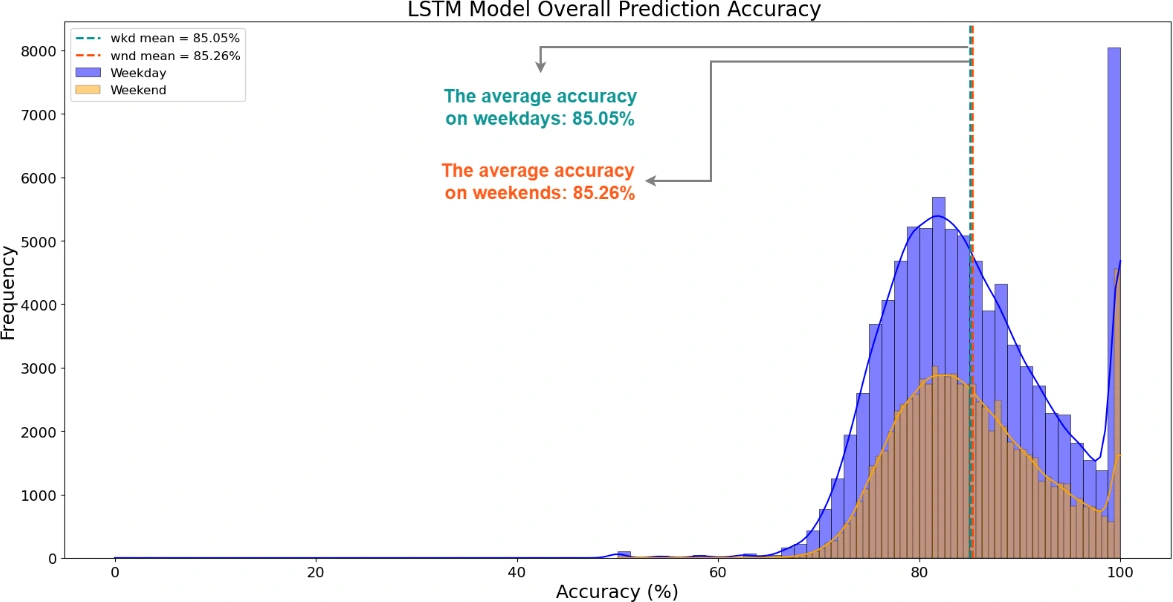 LSTM Model Overall Prediction Accuracy
wkd mean = 85.05%
wnd mean = 85.26%
Weekday
Weekend
The average accuracy
on weekdays: 85.05%
The average accuracy
on weekends: 85.26%
Frequency
8000
7000
6000
5000
4000
3000
2000
1000
0
0 20 40 60 80 100
Accuracy (%)